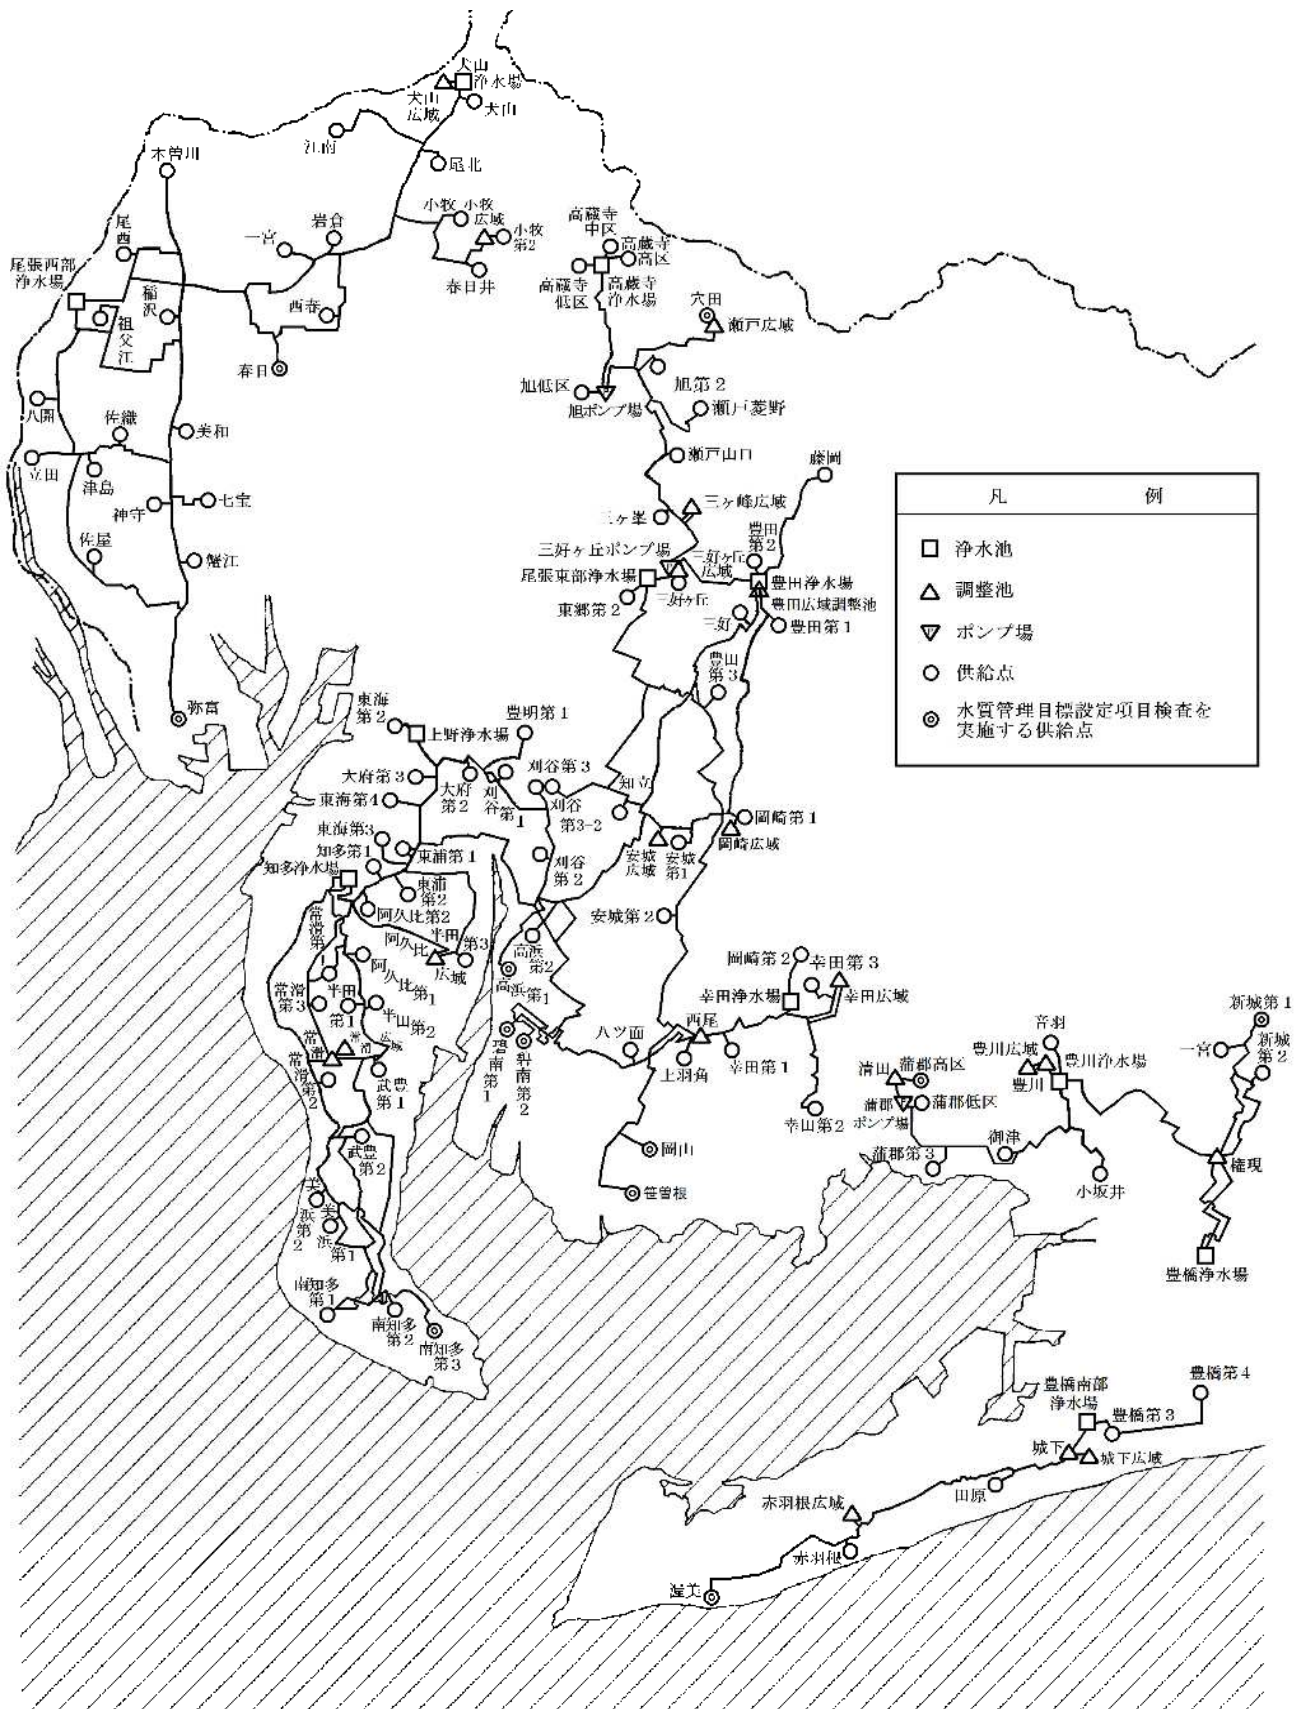 犬山
浄水場
犬山
広域
犬山
江南
尾北
木曽川
小牧
小牧
広域
小牧
第2
春日井
岩倉
一宮
尾西
尾張西部
浄水場
稲沢
祖父江
西春
春日
高蔵寺
中区
高蔵寺
高区
高蔵寺
低区
高蔵寺
浄水場
穴田
瀬戸広域
旭低区
旭ポンプ場
旭第2
瀬戸菱野
瀬戸山口
八開
佐織
美和
立田
津島
神守
七宝
佐屋
蟹江
弥富
藤岡
三ヶ峰広域
三ヶ峯
豊田
第2
三好ヶ丘ポンプ場
三好ヶ丘
広域
尾張東部浄水場
豊田浄水場
豊田広域調整池
三好ヶ丘
東郷第2
三好
豊田第1
豊田
第3
凡 例
浄水池
調整池
ポンプ場
供給点
水質管理目標設定項目検査を
実施する供給点
東海
第2
上野浄水場
豊明第1
大府第3
大府
第2
刈谷
第1
刈谷第3
刈谷
第3-2
知立
東海第4
東海第3
知多第1
知多浄水場
東浦第1
東浦
第2
刈谷
第2
安城
広域
安城
第1
岡崎第1
岡崎広域
安城第2
阿久比第2
常滑
第1
阿久比
広域
半田
第3
阿久比
第1
高浜
第2
高浜
第1
常滑
第3
半田
第1
半田第2
常滑
常滑
広域
常滑
第2
武豊
第1
碧南
第1
碧南
第2
八ツ面
西尾
上羽角
幸田第1
岡崎第2
幸田第3
幸田浄水場
幸田広域
幸田第2
岡山
笹曽根
武豊
第2
美浜
第2
美浜
第1
南知多
第1
南知多
第2
南知多
第3
清田
蒲郡高区
蒲郡
ポンプ場
蒲郡低区
蒲郡第3
御津
音羽
豊川広域
豊川浄水場
豊川
小坂井
新城第1
一宮
新城
第2
権現
豊橋浄水場
豊橋南部
浄水場
豊橋第4
豊橋第3
城下
城下広域
田原
赤羽根広域
赤羽根
渥美